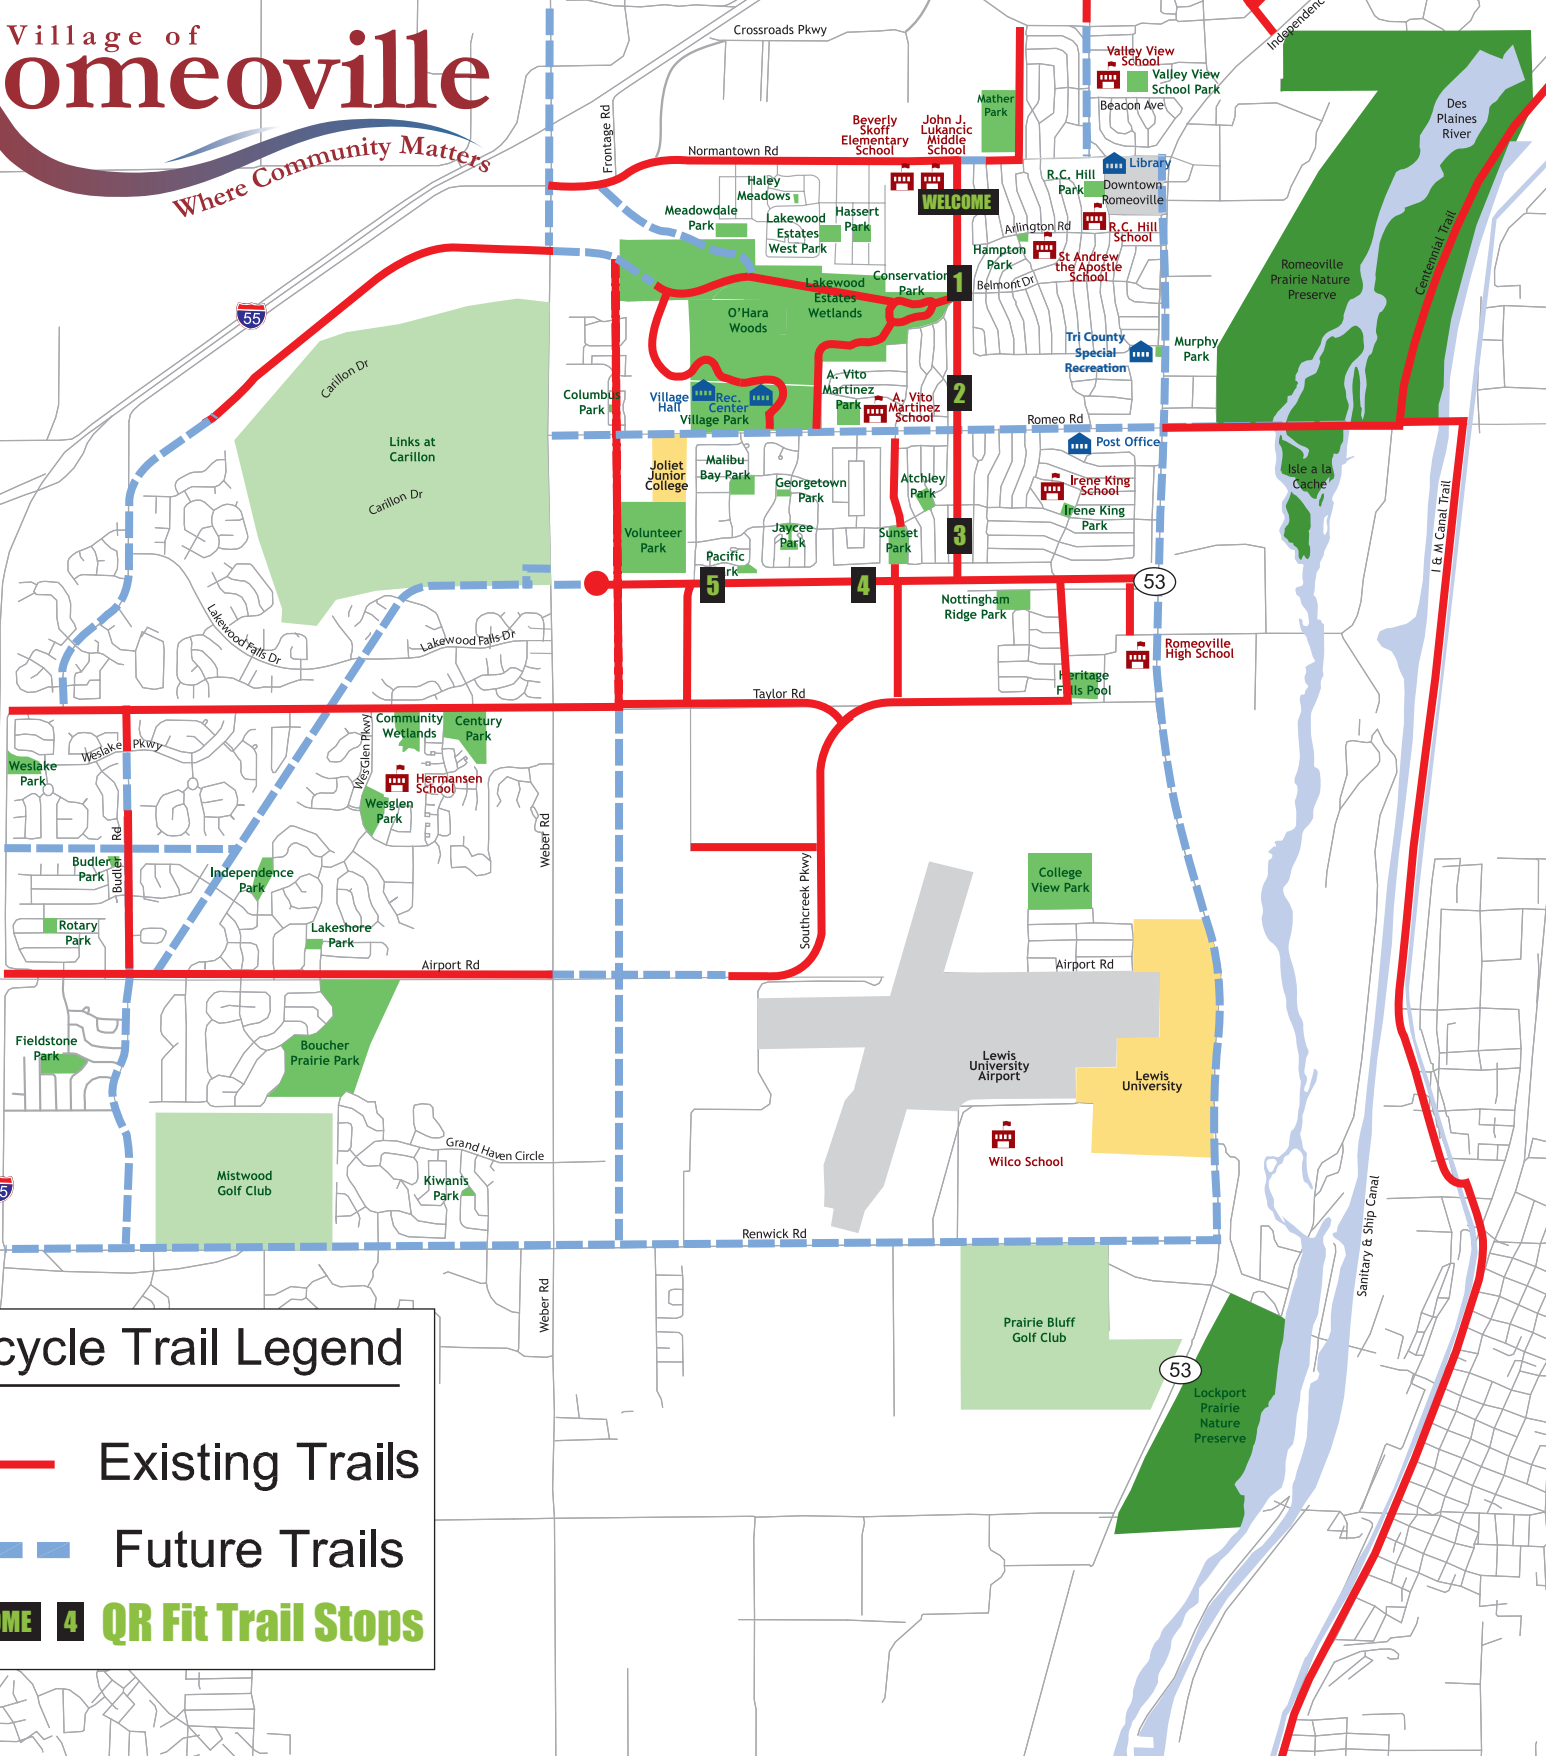 Village of
omeoville
Where Community Matters
Crossroads Pkwy
Independenc
Valley View
School
Valley View
School Park
Beacon Ave
Des
Plaines
River
Mather
Park
Frontage Rd
Beverly
Skoff
Elementary
School
John J.
Lukancic
Middle
School
Normantown Rd
Library
R.C. Hill
Park
Downtown
Romeoville
Haley
Meadows
WELCOME
Meadowdale
Park
Lakewood
Estates
West Park
Hassert
Park
Arlington Rd
R.C. Hill
School
Hampton
Park
St Andrew
the Apostle
School
Centennial Trail
Romeoville
Prairie Nature
Preserve
Conservation
Park
1
Belmont Dr
Lakewood
Estates
Wetlands
O'Hara
Woods
55
Tri County
Special
Recreation
Murphy
Park
Carillon Dr
Columbus
Park
Village
Hall
Rec.
Center
Village Park
A. Vito
Martinez
Park
A. Vito
Martinez
School
2
Romeo Rd
Post Office
Links at
Carillon
Carillon Dr
Joliet
Junior
College
Malibu
Bay Park
Georgetown
Park
Atchley
Park
Irene King
School
Irene King
Park
Isle a la
Cache
I & M Canal Trail
Volunteer
Park
Jaycee
Park
Sunset
Park
3
Pacific
rk
5
4
53
Nottingham
Ridge Park
Lakewood Falls Dr
Lakewood Falls Dr
Romeoville
High School
Heritage
Falls Pool
Taylor Rd
Community
Wetlands
Century
Park
Weslake Pkwy
WesGlen Pkwy
Weslake
Park
Hermansen
School
Wesglen
Park
Weber Rd
Budler Rd
Budler
Park
Independence
Park
Southcreek Pkwy
College
View Park
Rotary
Park
Lakeshore
Park
Airport Rd
Airport Rd
Fieldstone
Park
Boucher
Prairie Park
Lewis
University
Airport
Lewis
University
Grand Haven Circle
Wilco School
Mistwood
Golf Club
Kiwanis
Park
5
Sanitary & Ship Canal
Renwick Rd
Weber Rd
Prairie Bluff
Golf Club
53
Lockport
Prairie
Nature
Preserve
cycle Trail Legend
Existing Trails
Future Trails
OME 4 QR Fit Trail Stops